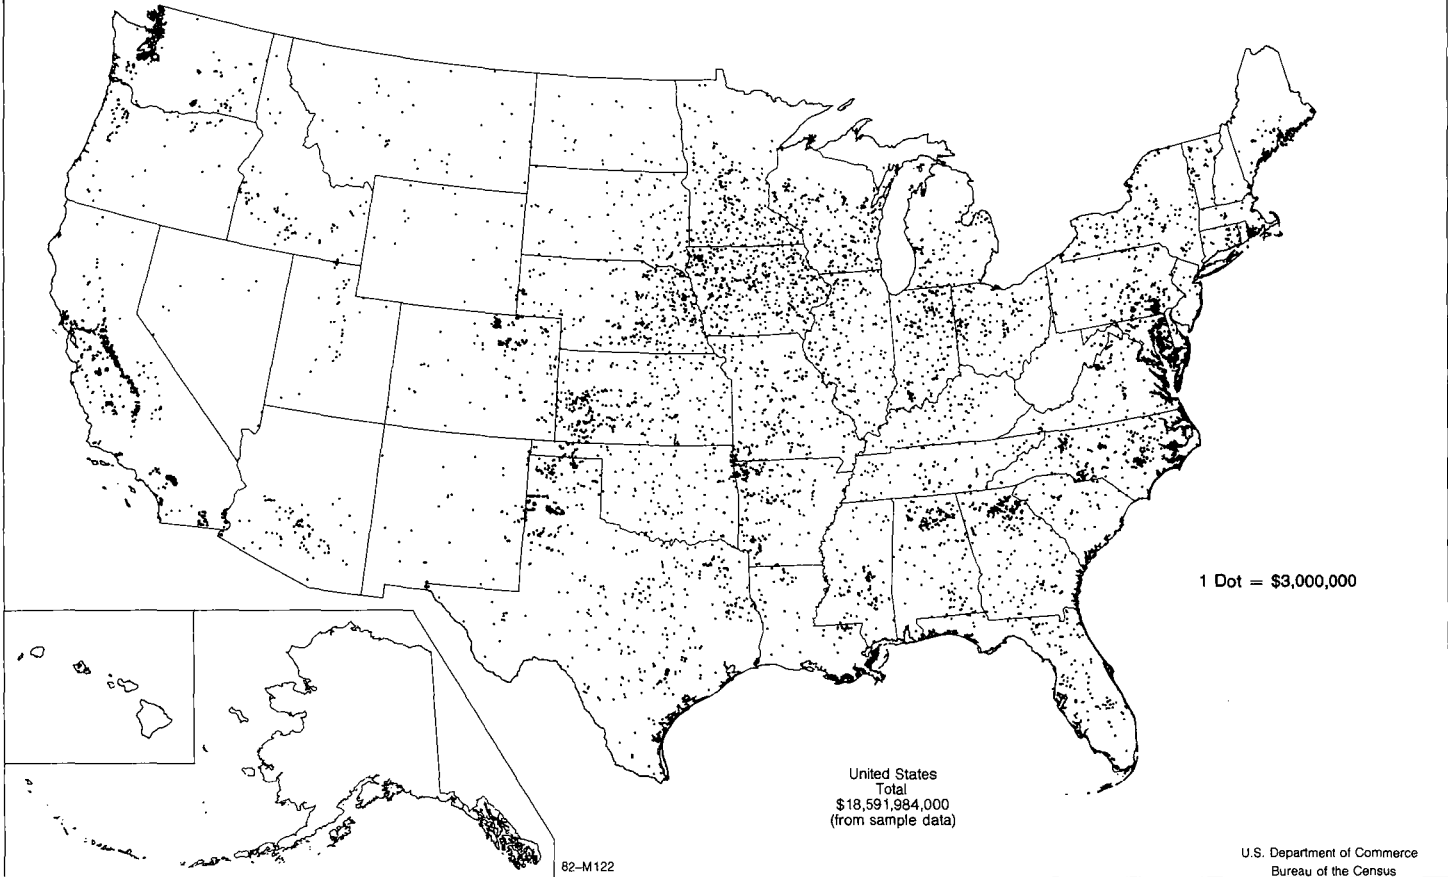 1 Dot = $3,000,000
United States
Total
$18,591,984,000
(from sample data)
82–M122
U.S. Department of Commerce
Bureau of the Census